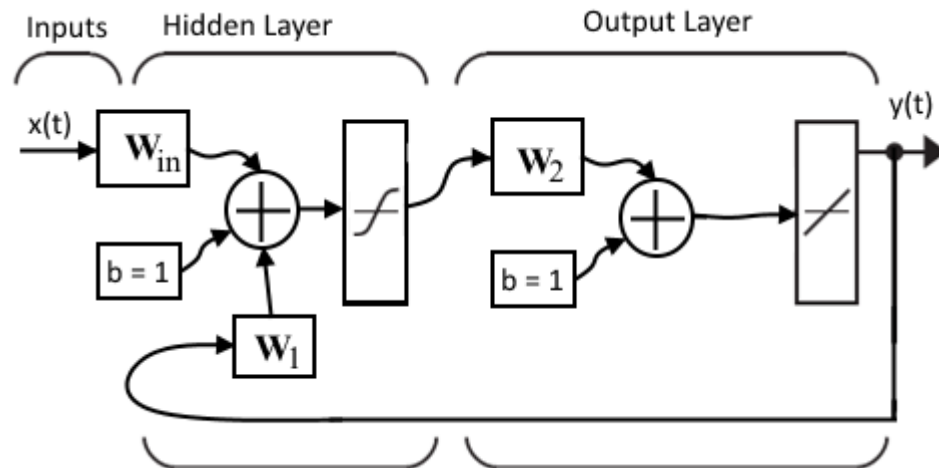 Inputs
Hidden Layer
Output Layer
x(t)
W_in
W_2
y(t)
b = 1
b = 1
W_1